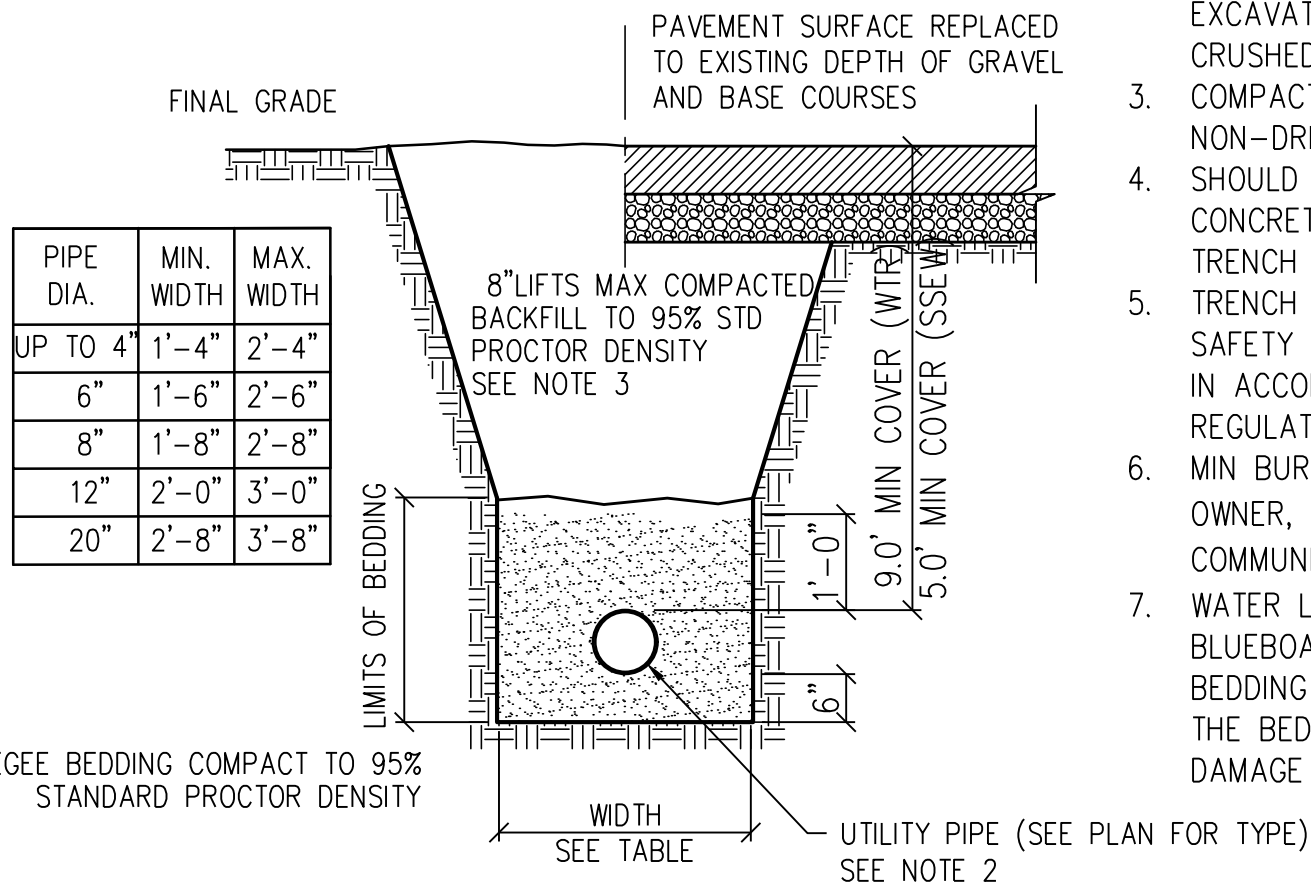 PAVEMENT SURFACE REPLACED
TO EXISTING DEPTH OF GRAVEL
AND BASE COURSES
FINAL GRADE
PIPE DIA. MIN. WIDTH MAX. WIDTH
UP TO 4" 1'-4" 2'-4"
6" 1'-6" 2'-6"
8" 1'-8" 2'-8"
12" 2'-0" 3'-0"
20" 2'-8" 3'-8"
8"LIFTS MAX COMPACTED
BACKFILL TO 95% STD
PROCTOR DENSITY
SEE NOTE 3
9.0' MIN COVER (WTR)
5.0' MIN COVER (SSEW)
LIMITS OF BEDDING
1'-0"
6"
BEDDING COMPACT TO 95%
STANDARD PROCTOR DENSITY
WIDTH
SEE TABLE
UTILITY PIPE (SEE PLAN FOR TYPE)
SEE NOTE 2
EXCAVAT
CRUSHED
3. COMPACT
NON-DR
4. SHOULD
CONCRET
TRENCH
5. TRENCH
SAFETY
IN ACCO
REGULAT
6. MIN BUR
OWNER,
COMMUN
7. WATER L
BLUEBOA
BEDDING
THE BED
DAMAGE